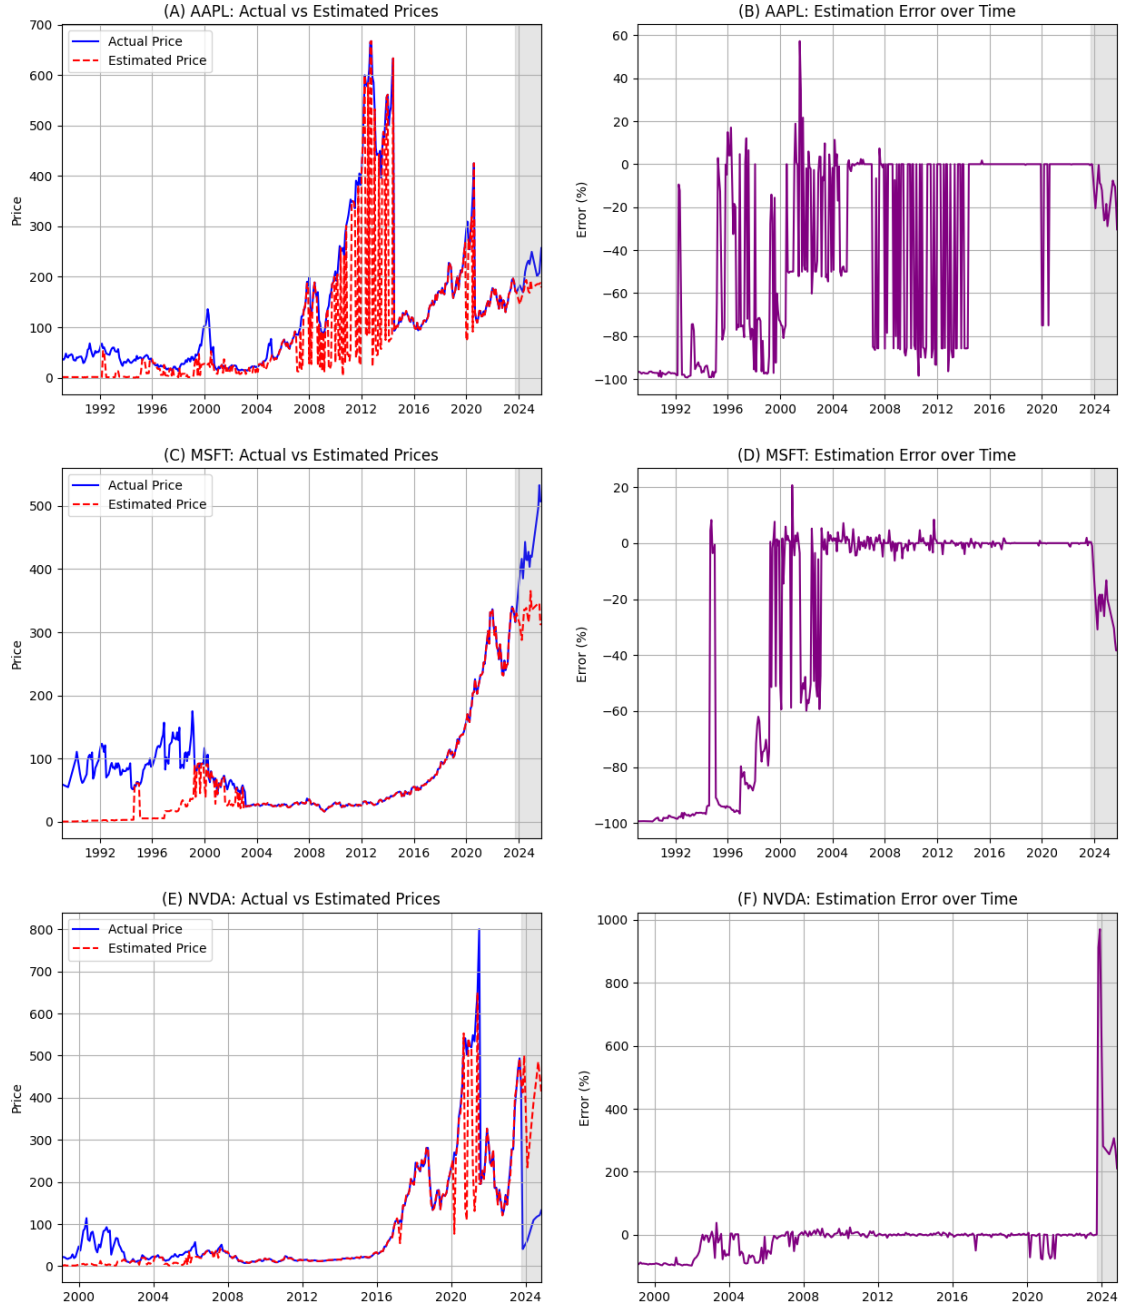 (A) AAPL: Actual vs Estimated Prices
700
600
500
400
300
200
100
0
Price
Actual Price
Estimated Price
1992 1996 2000 2004 2008 2012 2016 2020 2024
(B) AAPL: Estimation Error over Time
60
40
20
0
−20
−40
−60
−80
−100
Error (%)
1992 1996 2000 2004 2008 2012 2016 2020 2024
(C) MSFT: Actual vs Estimated Prices
500
400
300
200
100
0
Price
Actual Price
Estimated Price
1992 1996 2000 2004 2008 2012 2016 2020 2024
(D) MSFT: Estimation Error over Time
20
0
−20
−40
−60
−80
−100
Error (%)
1992 1996 2000 2004 2008 2012 2016 2020 2024
(E) NVDA: Actual vs Estimated Prices
800
700
600
500
400
300
200
100
0
Price
Actual Price
Estimated Price
2000 2004 2008 2012 2016 2020 2024
(F) NVDA: Estimation Error over Time
1000
800
600
400
200
0
Error (%)
2000 2004 2008 2012 2016 2020 2024